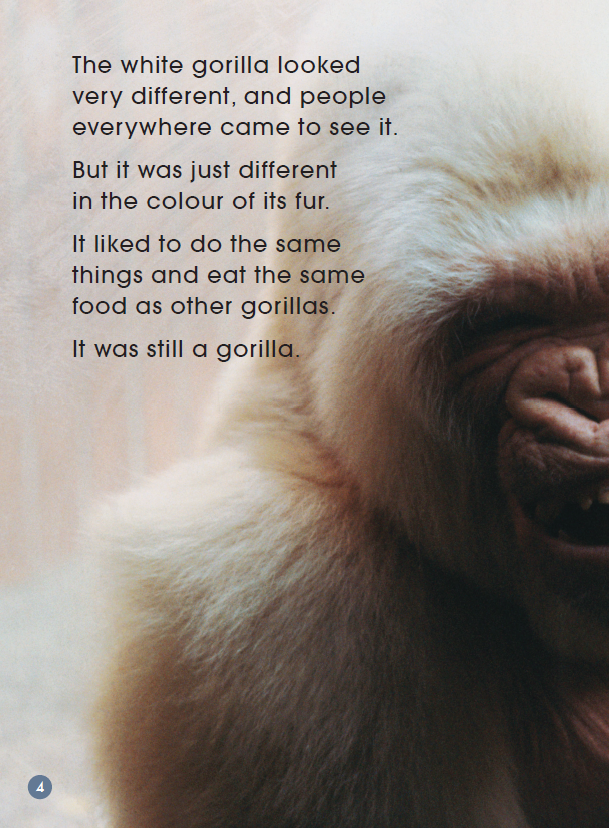 The white gorilla looked
very different, and people
everywhere came to see it.
But it was just different
in the colour of its fur.
It liked to do the same
things and eat the same
food as other gorillas.
It was still a gorilla.
4